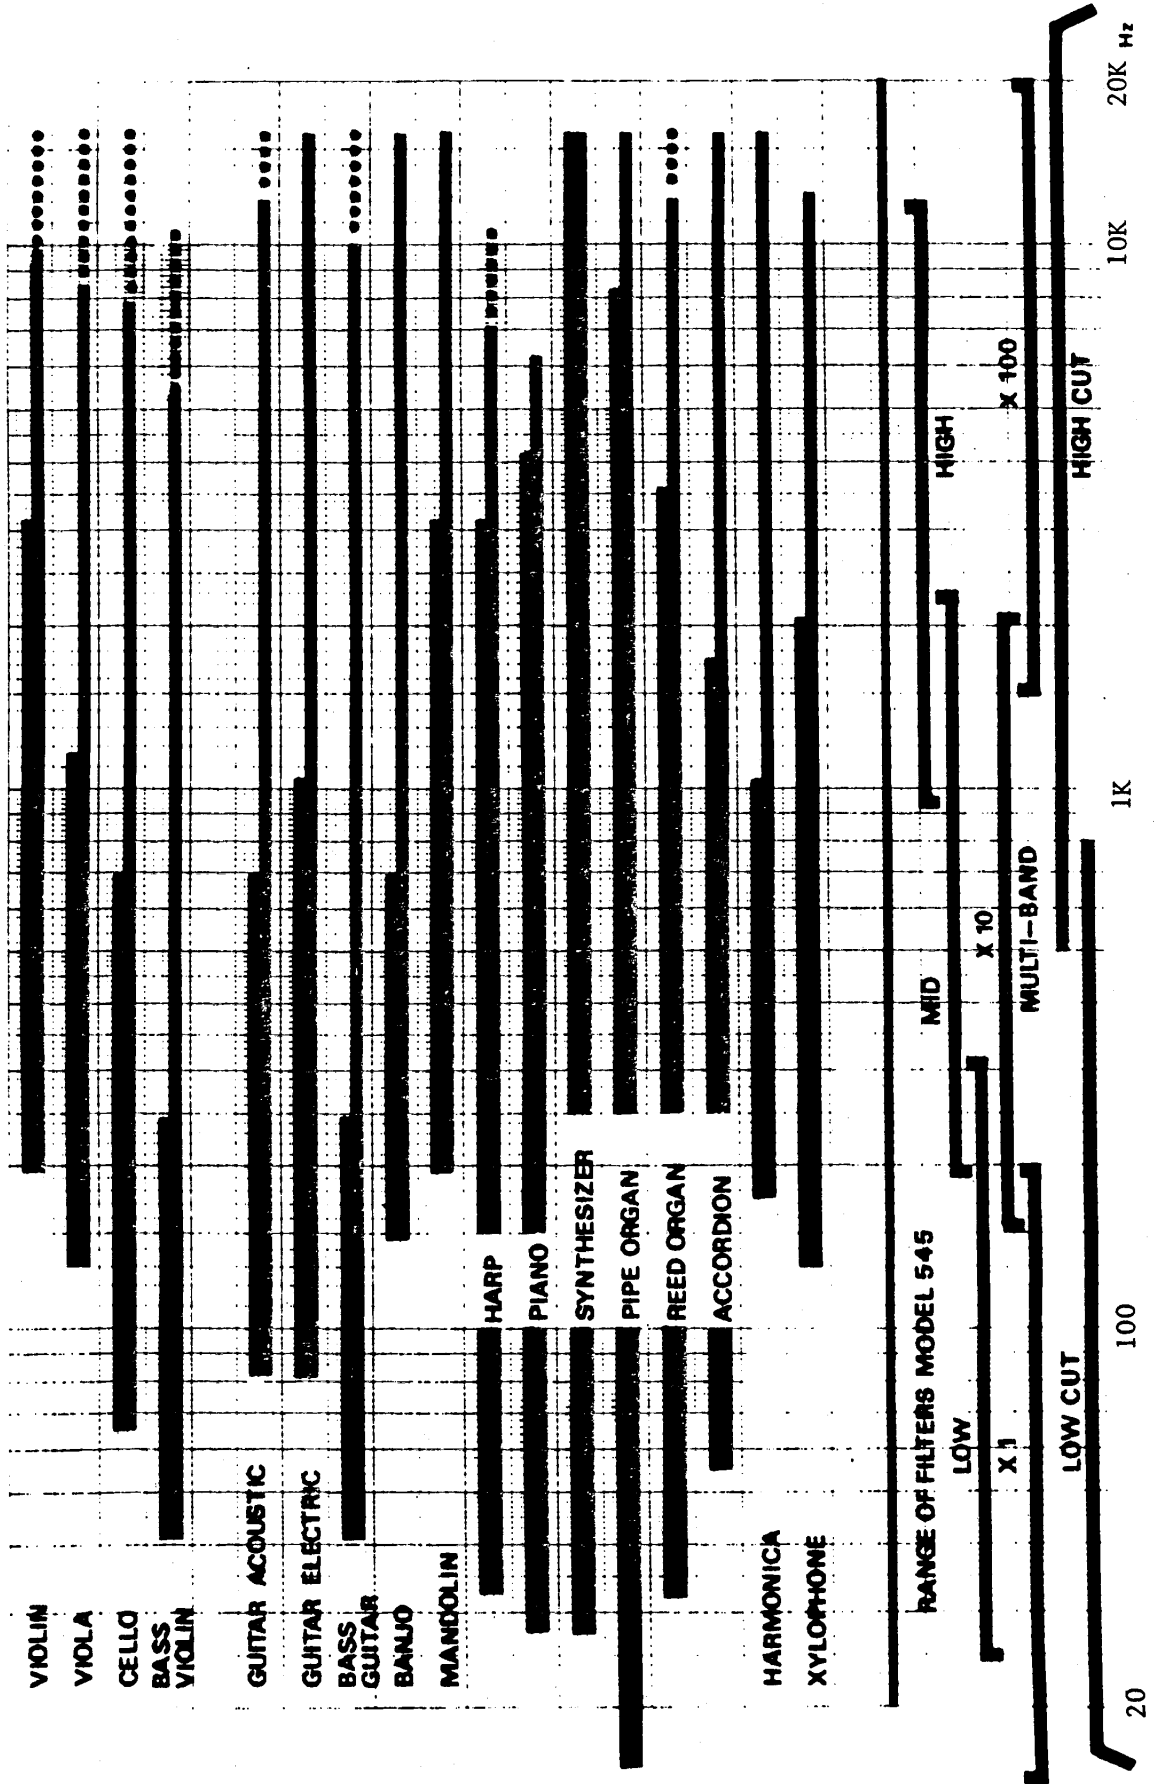 VIOLIN
VIOLA
CELLO
BASS
VIOLIN
GUITAR ACOUSTIC
GUITAR ELECTRIC
BASS
GUITAR
BANJO
MANDOLIN
HARP
PIANO
SYNTHESIZER
PIPE ORGAN
REED ORGAN
ACCORDION
HARMONICA
XYLOPHONE
RANGE OF FILTERS MODEL 545
LOW
MID
HIGH
X 1
X 10
X 100
MULTI-BAND
LOW CUT
HIGH CUT
20
100
1K
10K
20K Hz